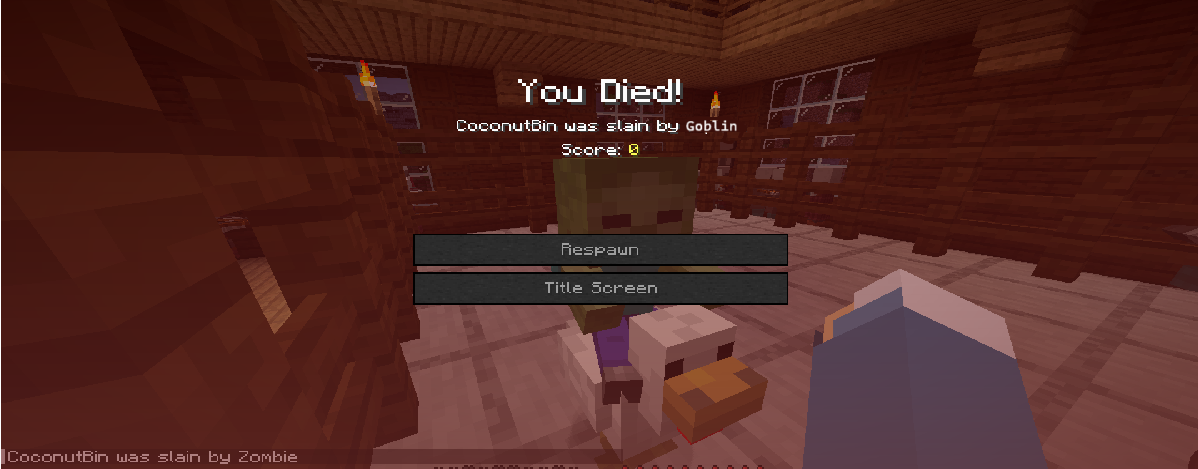 You Died!
CoconutBin was slain by Goblin
Score: 0
Respawn
Title Screen
CoconutBin was slain by Zombie